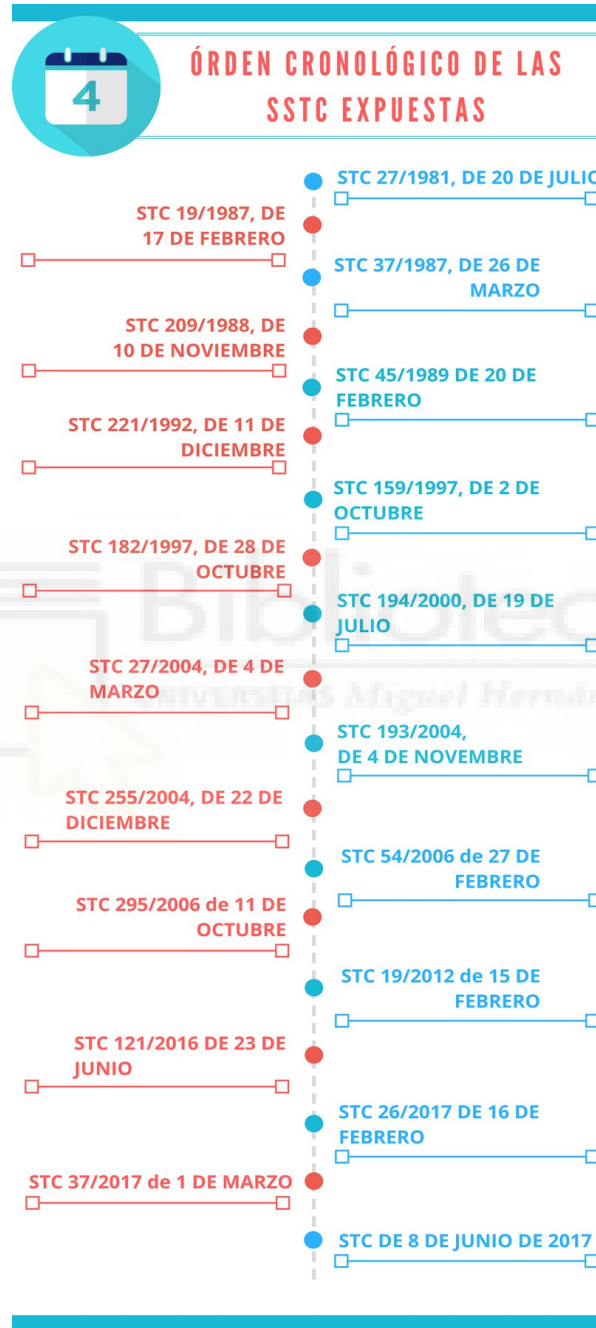 4
ÓRDEN CRONOLÓGICO DE LAS
SSTC EXPUESTAS
STC 27/1981, DE 20 DE JULIO
STC 19/1987, DE
17 DE FEBRERO
STC 37/1987, DE 26 DE
MARZO
STC 209/1988, DE
10 DE NOVIEMBRE
STC 45/1989 DE 20 DE
FEBRERO
STC 221/1992, DE 11 DE
DICIEMBRE
STC 159/1997, DE 2 DE
OCTUBRE
STC 182/1997, DE 28 DE
OCTUBRE
Bibliotec
STC 194/2000, DE 19 DE
JULIO
STC 27/2004, DE 4 DE
MARZO
UNIVERSITAS Miguel Hernán
STC 193/2004,
DE 4 DE NOVEMBRE
STC 255/2004, DE 22 DE
DICIEMBRE
STC 54/2006 de 27 DE
FEBRERO
STC 295/2006 de 11 DE
OCTUBRE
STC 19/2012 de 15 DE
FEBRERO
STC 121/2016 DE 23 DE
JUNIO
STC 26/2017 DE 16 DE
FEBRERO
STC 37/2017 de 1 DE MARZO
STC DE 8 DE JUNIO DE 2017